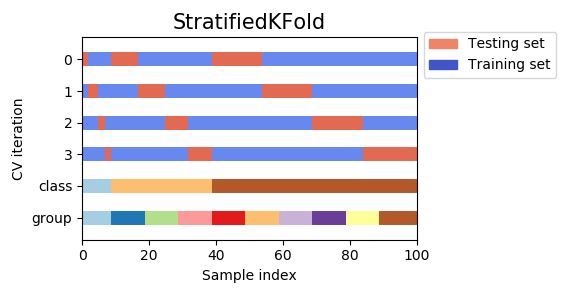 StratifiedKFold
Testing set
Training set
CV iteration
0
1
2
3
class
group
0 20 40 60 80 100
Sample index